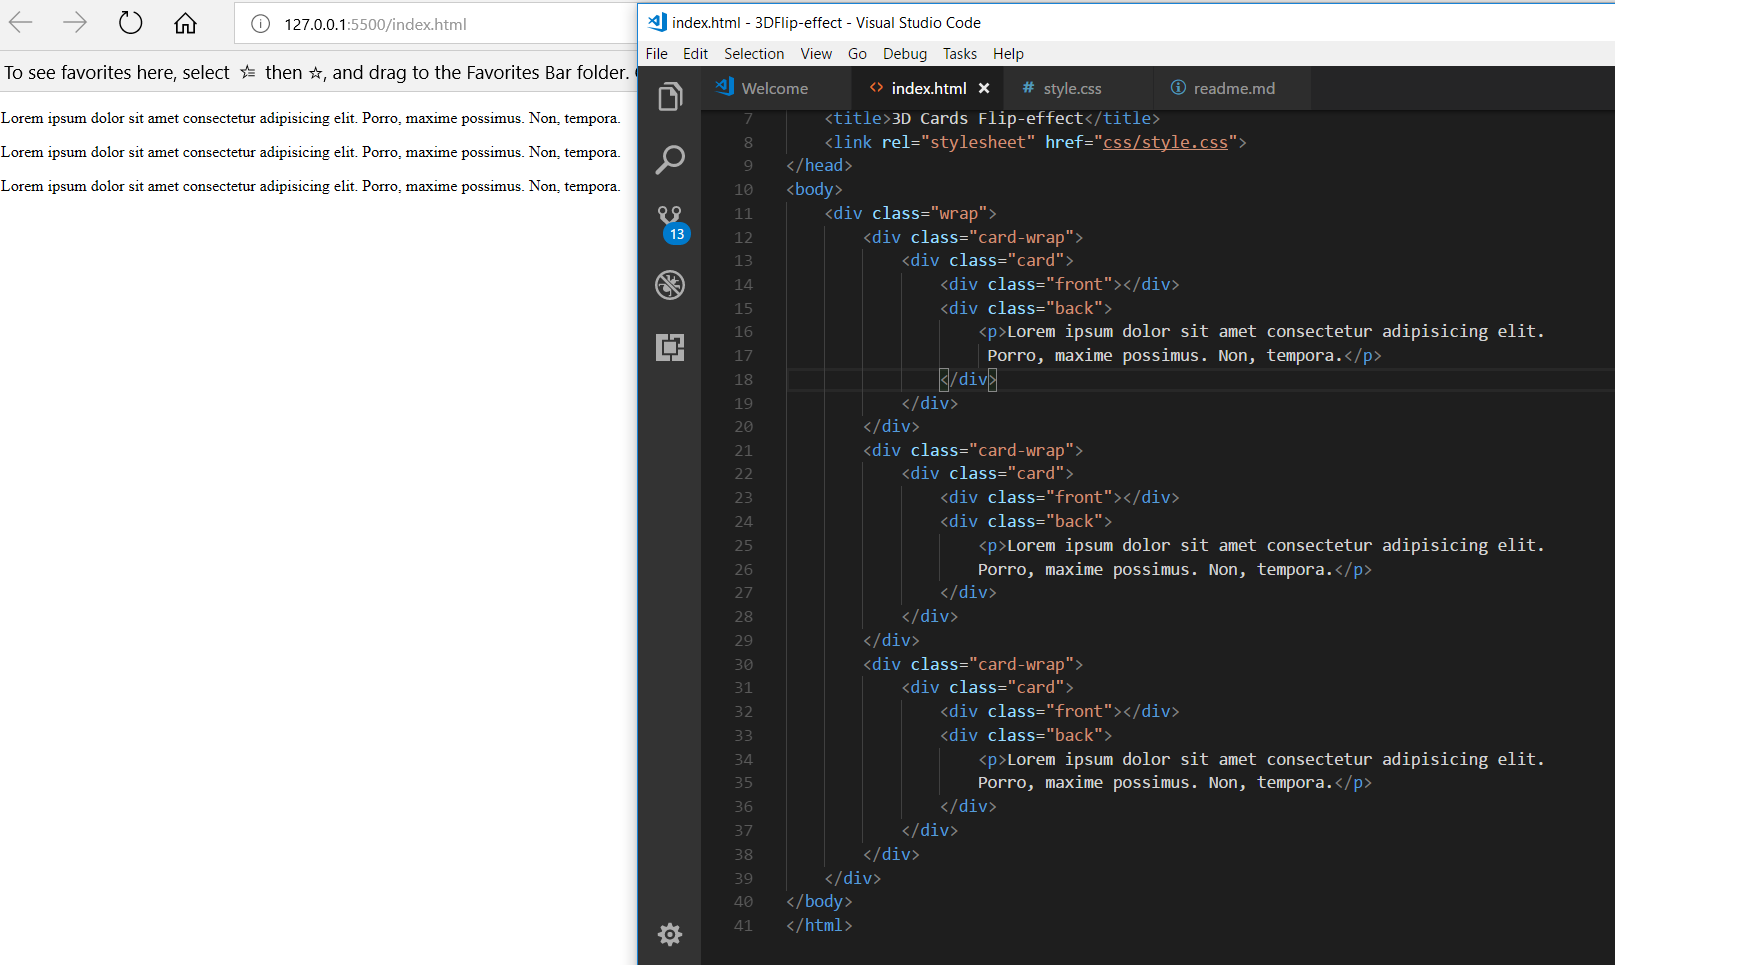 127.0.0.1:5500/index.html
To see favorites here, select then , and drag to the Favorites Bar folder.
Lorem ipsum dolor sit amet consectetur adipisicing elit. Porro, maxime possimus. Non, tempora.
Lorem ipsum dolor sit amet consectetur adipisicing elit. Porro, maxime possimus. Non, tempora.
Lorem ipsum dolor sit amet consectetur adipisicing elit. Porro, maxime possimus. Non, tempora.
index.html - 3DFlip-effect - Visual Studio Code
File Edit Selection View Go Debug Tasks Help
Welcome index.html style.css readme.md
13
7 <title>3D Cards Flip-effect</title>
8 <link rel="stylesheet" href="css/style.css">
9 </head>
10 <body>
11 <div class="wrap">
12 <div class="card-wrap">
13 <div class="card">
14 <div class="front"></div>
15 <div class="back">
16 <p>Lorem ipsum dolor sit amet consectetur adipisicing elit.
17 Porro, maxime possimus. Non, tempora.</p>
18 </div>
19 </div>
20 </div>
21 <div class="card-wrap">
22 <div class="card">
23 <div class="front"></div>
24 <div class="back">
25 <p>Lorem ipsum dolor sit amet consectetur adipisicing elit.
26 Porro, maxime possimus. Non, tempora.</p>
27 </div>
28 </div>
29 </div>
30 <div class="card-wrap">
31 <div class="card">
32 <div class="front"></div>
33 <div class="back">
34 <p>Lorem ipsum dolor sit amet consectetur adipisicing elit.
35 Porro, maxime possimus. Non, tempora.</p>
36 </div>
37 </div>
38 </div>
39 </div>
40 </body>
41 </html>